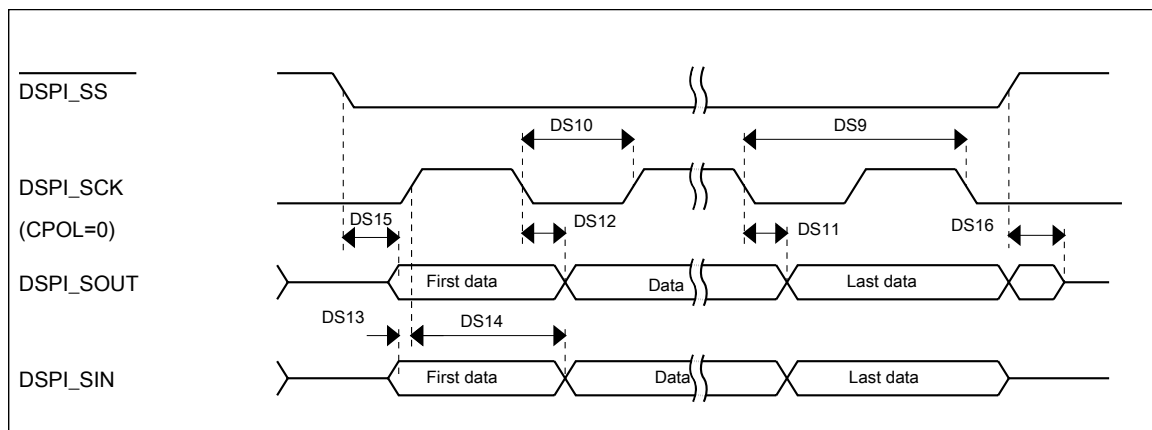 DSPI_SS
DS10
DS9
DSPI_SCK
(CPOL=0)
DS15
DS12
DS11
DS16
DSPI_SOUT
First data
Data
Last data
DS13
DS14
DSPI_SIN
First data
Data
Last data